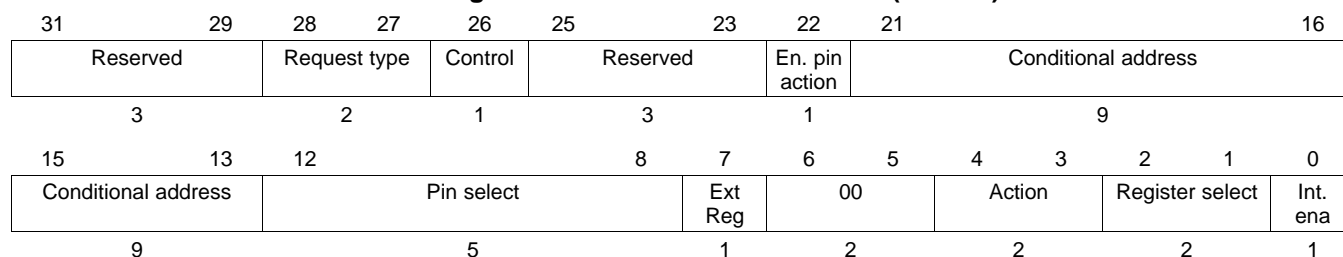 31 29 28 27 26 25 23 22 21 16
Reserved Request type Control Reserved En. pin action Conditional address
3 2 1 3 1 9
15 13 12 8 7 6 5 4 3 2 1 0
Conditional address Pin select Ext Reg 00 Action Register select Int. ena
9 5 1 2 2 2 1